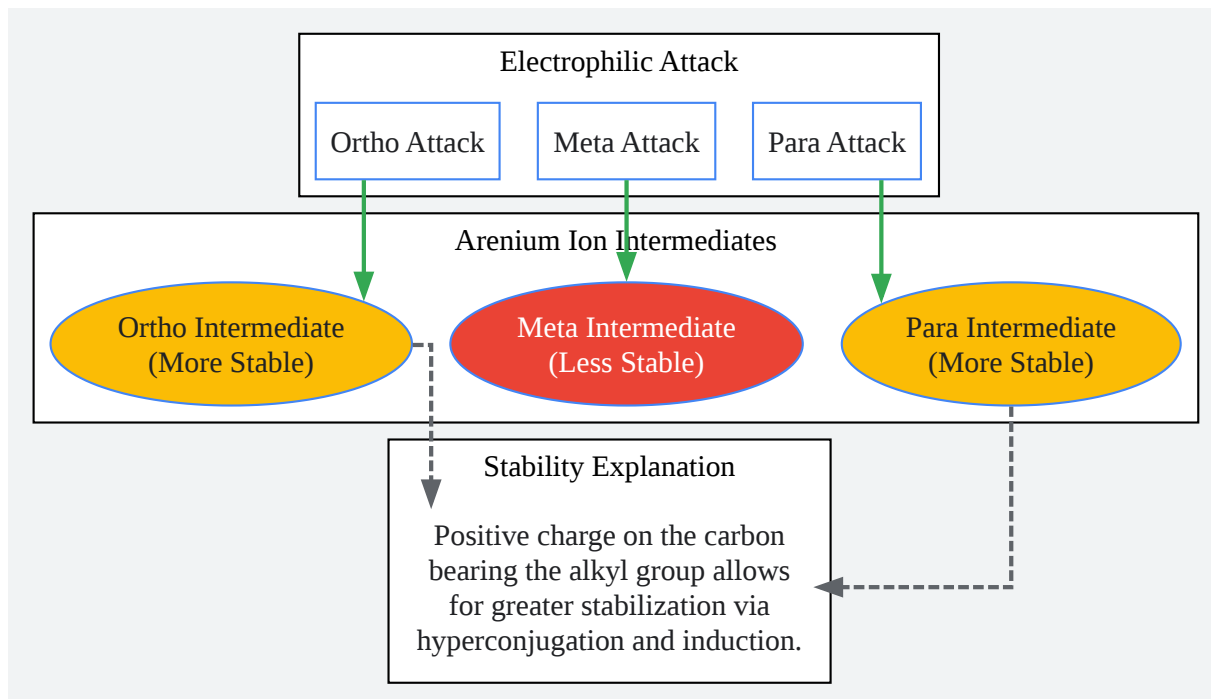 Electrophilic Attack
Ortho Attack
Meta Attack
Para Attack
Arenium Ion Intermediates
Ortho Intermediate
(More Stable)
Meta Intermediate
(Less Stable)
Para Intermediate
(More Stable)
Stability Explanation
Positive charge on the carbon
bearing the alkyl group allows
for greater stabilization via
hyperconjugation and induction.